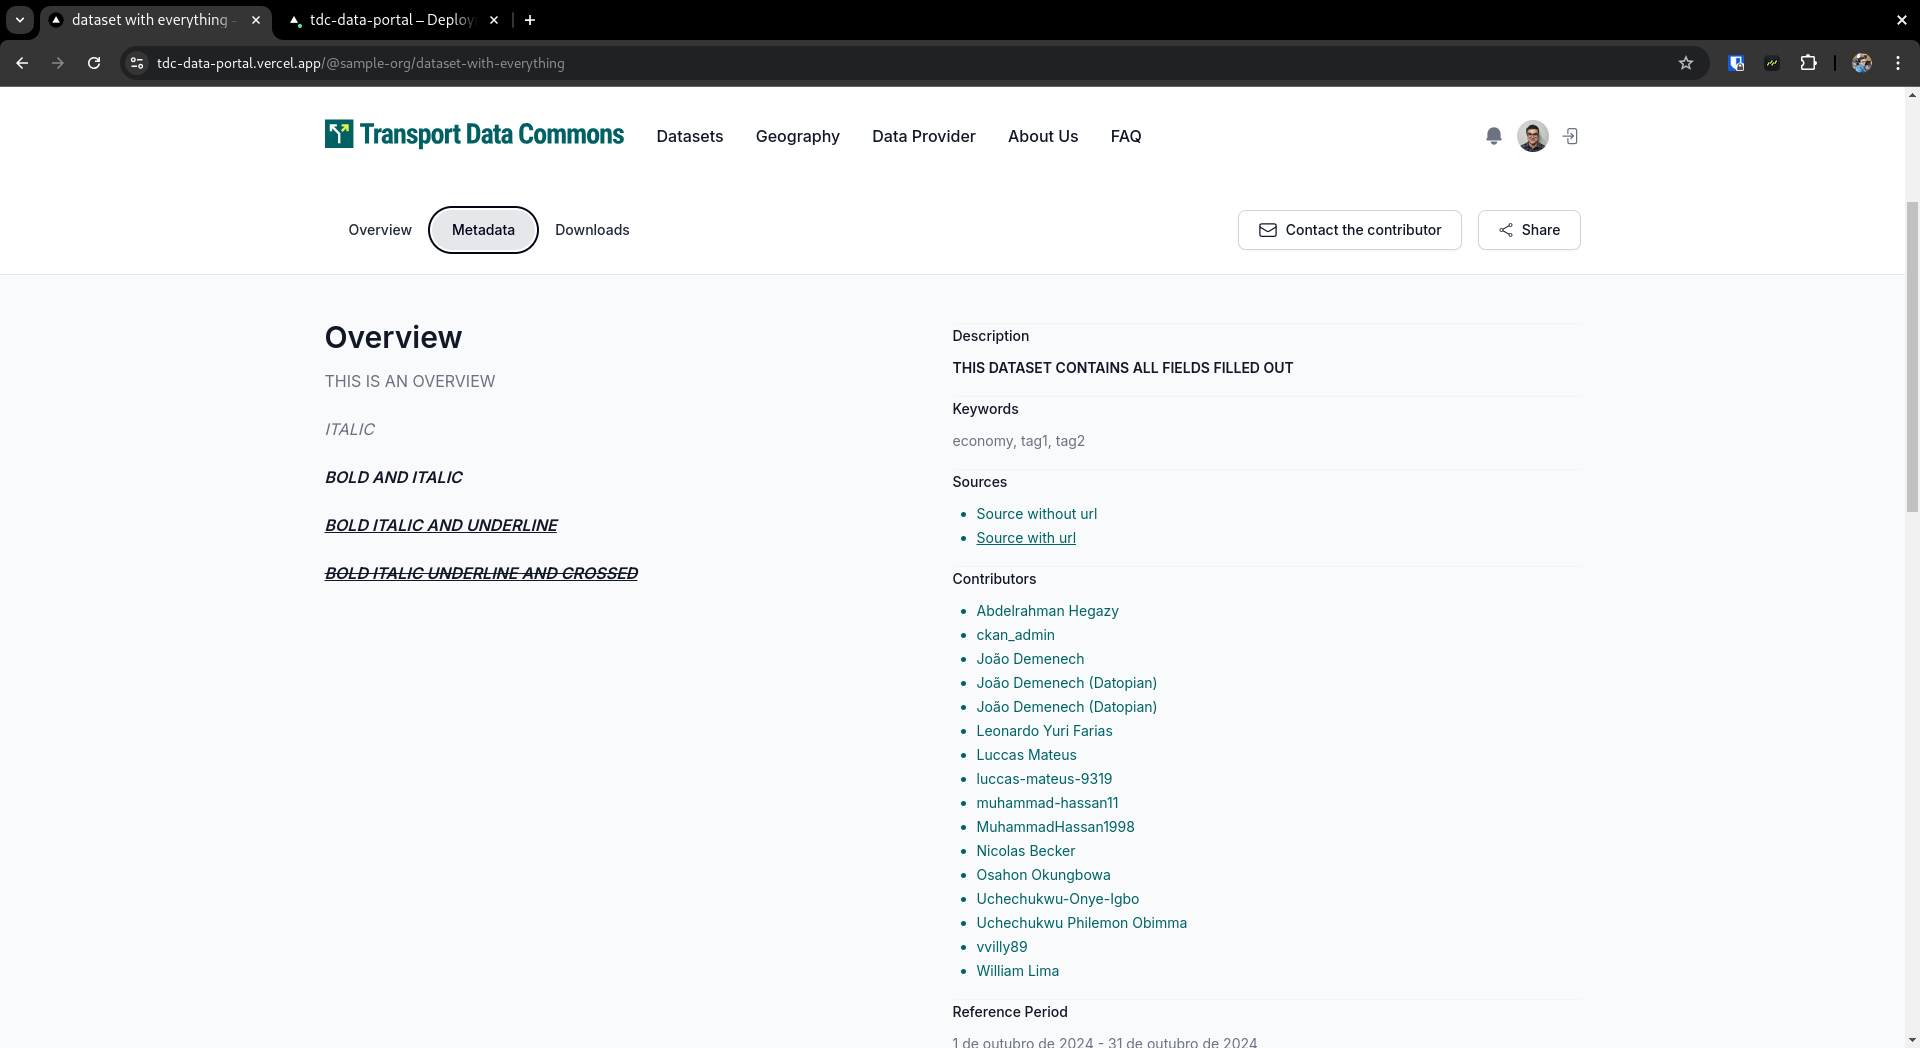 dataset with everything -
tdc-data-portal – Deploy
tdc-data-portal.vercel.app/@sample-org/dataset-with-everything
Transport Data Commons
Datasets
Geography
Data Provider
About Us
FAQ
Overview
Metadata
Downloads
Contact the contributor
Share
Overview
THIS IS AN OVERVIEW
ITALIC
BOLD AND ITALIC
BOLD ITALIC AND UNDERLINE
BOLD ITALIC UNDERLINE AND CROSSED
Description
THIS DATASET CONTAINS ALL FIELDS FILLED OUT
Keywords
economy, tag1, tag2
Sources
Source without url
Source with url
Contributors
Abdelrahman Hegazy
ckan_admin
João Demenech
João Demenech (Datopian)
João Demenech (Datopian)
Leonardo Yuri Farias
Luccas Mateus
luccas-mateus-9319
muhammad-hassan11
MuhammadHassan1998
Nicolas Becker
Osahon Okungbowa
Uchechukwu-Onye-Igbo
Uchechukwu Philemon Obimma
vvilly89
William Lima
Reference Period
1 de outubro de 2024 - 31 de outubro de 2024